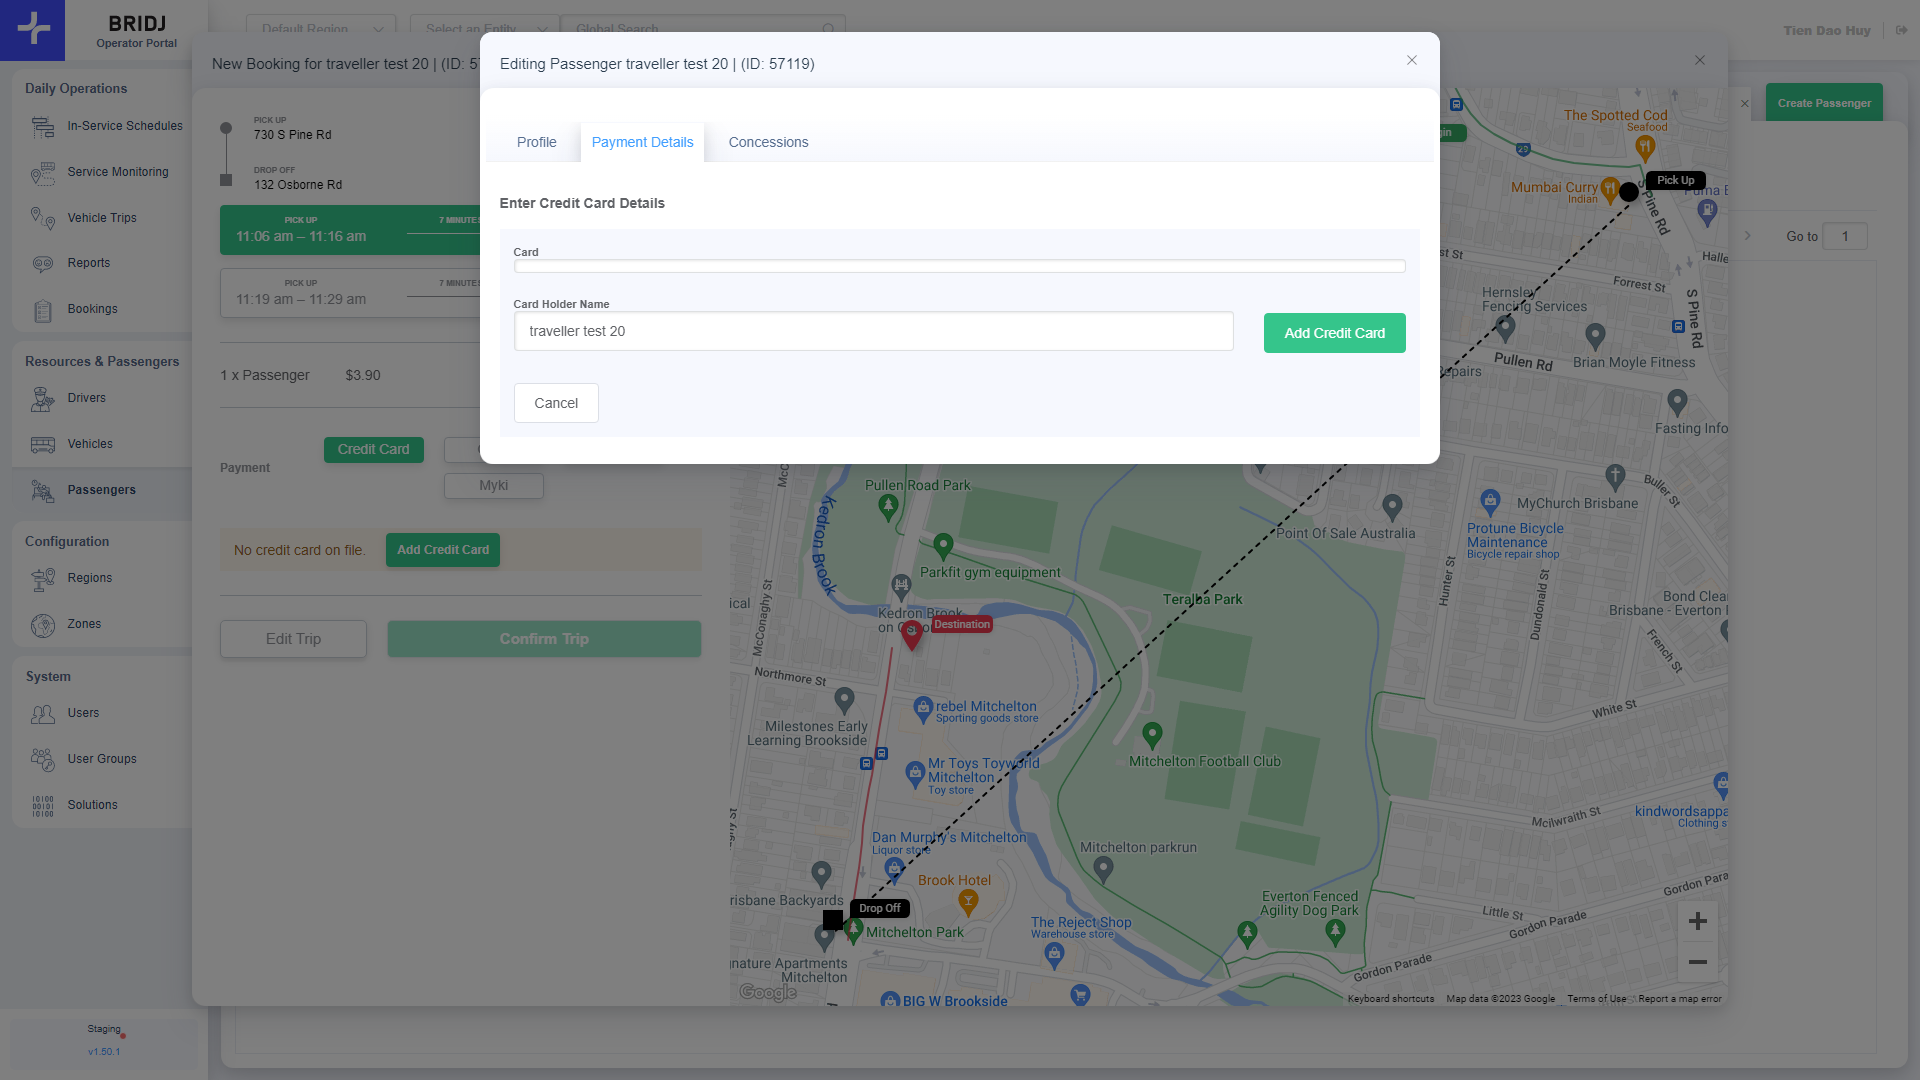 BRIDJ
Operator Portal
Default Region
Select an Entity
Global Search
Tien Dao Huy
Daily Operations
In-Service Schedules
Service Monitoring
Vehicle Trips
Reports
Bookings
Resources & Passengers
Drivers
Vehicles
Passengers
Configuration
Regions
Zones
System
Users
User Groups
Solutions
Staging
v1.50.1
New Booking for traveller test 20 | (ID: 57
PICK UP
730 S Pine Rd
DROP OFF
132 Osborne Rd
PICK UP
7 MINUTES
11:06 am – 11:16 am
PICK UP
7 MINUTES
11:19 am – 11:29 am
1 x Passenger $3.90
Payment
Credit Card
Myki
No credit card on file.
Add Credit Card
Edit Trip
Confirm Trip
Editing Passenger traveller test 20 | (ID: 57119)
Profile
Payment Details
Concessions
Enter Credit Card Details
Card
Card Holder Name
traveller test 20
Add Credit Card
Cancel
Create Passenger
Go to
1
The Spotted Cod
Seafood
29
Mumbai Curry
Indian
Pick Up
S Pine Rd
Forrest St
S Pine Rd
Hernsley
Fencing Services
Pullen Rd
Brian Moyle Fitness
Fasting Info
MyChurch Brisbane
Buller St
Point Of Sale Australia
Protune Bicycle
Maintenance
Bicycle repair shop
Hunter St
Dundonald St
Bond Clea
Brisbane - Everton
French St
White St
Pullen Road Park
Kedron Brook
Parkfit gym equipment
Teralba Park
Kedron Brook
Destination
McConaghy St
Northmore St
rebel Mitchelton
Sporting goods store
Milestones Early
Learning Brookside
Mr Toys Toyworld
Mitchelton
Toy store
Mitchelton Football Club
kindwordsappa
Clothing s
Mcilwraith St
Dan Murphy's Mitchelton
Liquor store
Mitchelton parkrun
Brook Hotel
risbane Backyards
Drop Off
Mitchelton Park
The Reject Shop
Warehouse store
Everton Fenced
Agility Dog Park
Gordon Para
Little St
Gordon Parade
Gordon Parade
nature Apartments
Mitchelton
BIG W Brookside
Google
Keyboard shortcuts
Map data ©2023 Google
Terms of Use
Report a map error